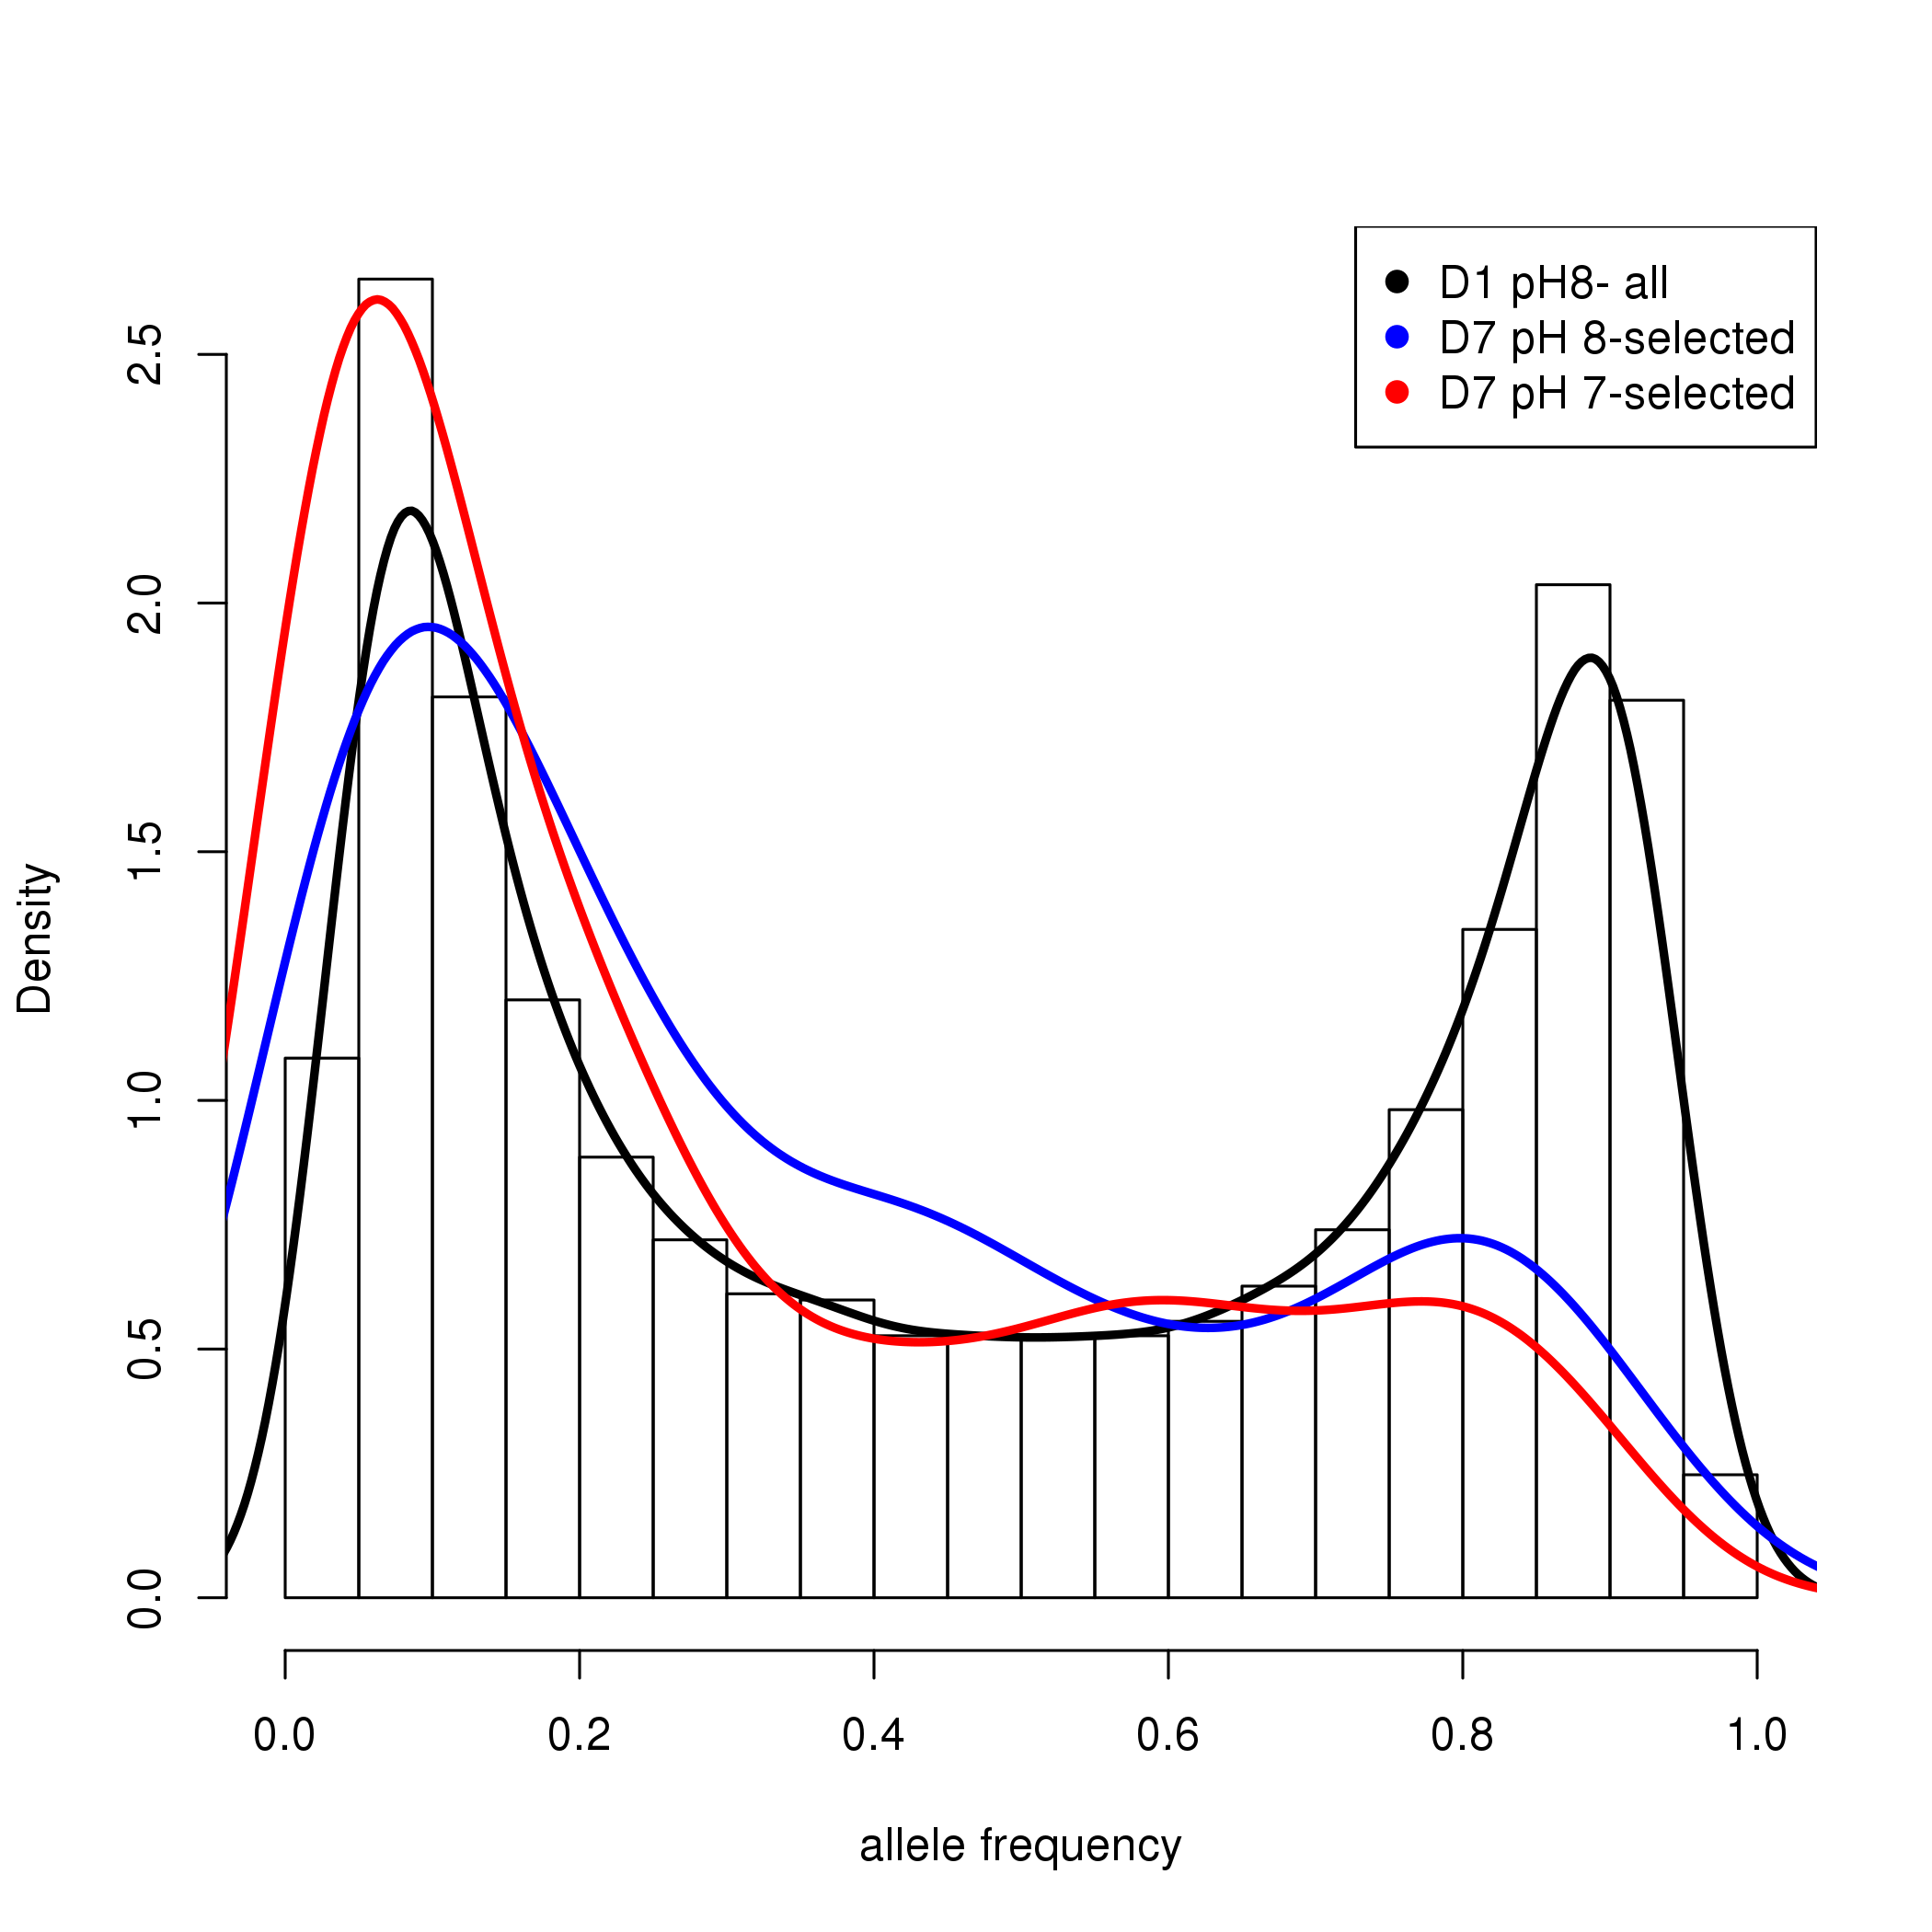 D1 pH8- all
D7 pH 8-selected
D7 pH 7-selected
Density
2.5
2.0
1.5
1.0
0.5
0.0
0.0 0.2 0.4 0.6 0.8 1.0
allele frequency